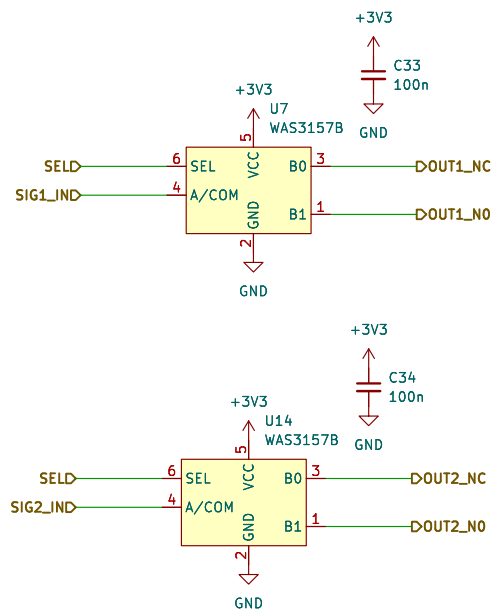 +3V3
C33
100n
GND
+3V3
U7
WAS3157B
5
VCC
SEL
6
SEL
B0
3
OUT1_NC
SIG1_IN
4
A/COM
GND
B1
1
OUT1_NO
2
GND
+3V3
C34
100n
GND
+3V3
U14
WAS3157B
5
VCC
SEL
6
SEL
B0
3
OUT2_NC
SIG2_IN
4
A/COM
GND
B1
1
OUT2_NO
2
GND